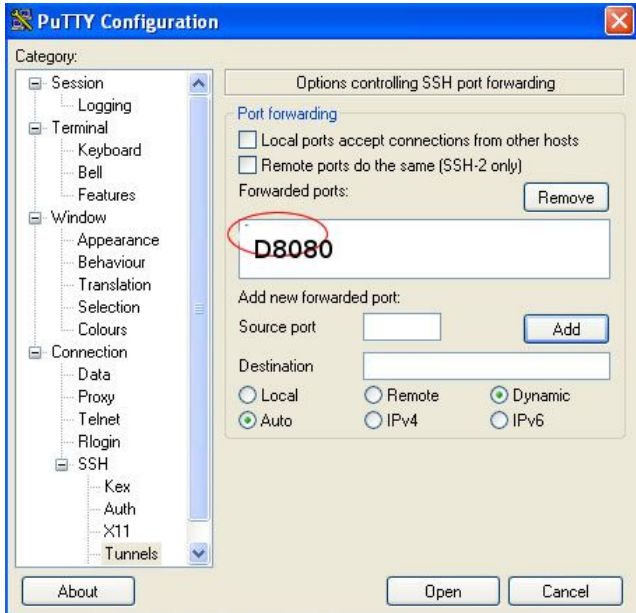 PuTTY Configuration
Category:
Session
Logging
Terminal
Keyboard
Bell
Features
Window
Appearance
Behaviour
Translation
Selection
Colours
Connection
Data
Proxy
Telnet
Rlogin
SSH
Kex
Auth
X11
Tunnels
Options controlling SSH port forwarding
Port forwarding
Local ports accept connections from other hosts
Remote ports do the same (SSH-2 only)
Forwarded ports:
Remove
D8080
Add new forwarded port:
Source port
Add
Destination
Local Remote Dynamic
Auto IPv4 IPv6
About
Open
Cancel